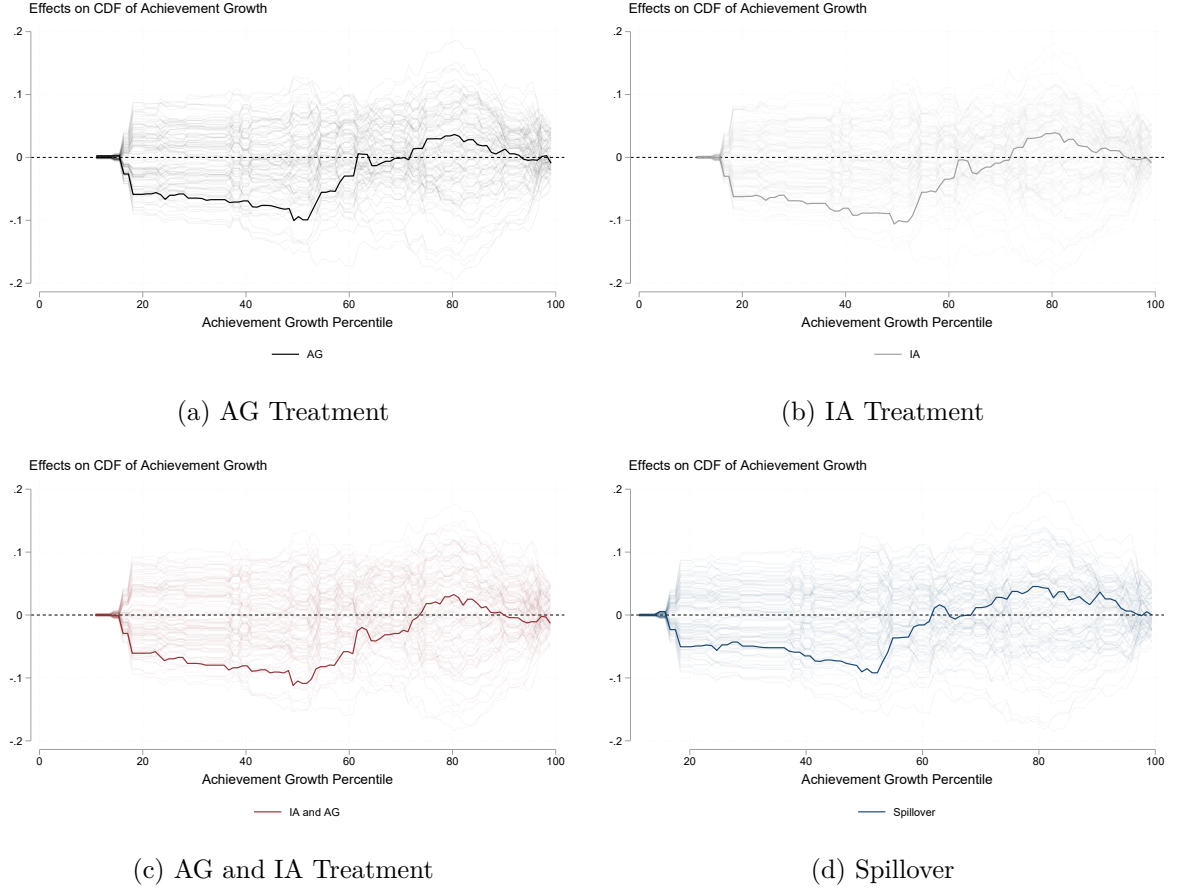 Effects on CDF of Achievement Growth
.2
.1
0
-.1
-.2
0 20 40 60 80 100
Achievement Growth Percentile
AG
(a) AG Treatment
Effects on CDF of Achievement Growth
.2
.1
0
-.1
-.2
0 20 40 60 80 100
Achievement Growth Percentile
IA
(b) IA Treatment
Effects on CDF of Achievement Growth
.2
.1
0
-.1
-.2
0 20 40 60 80 100
Achievement Growth Percentile
IA and AG
(c) AG and IA Treatment
Effects on CDF of Achievement Growth
.2
.1
0
-.1
-.2
20 40 60 80 100
Achievement Growth Percentile
Spillover
(d) Spillover